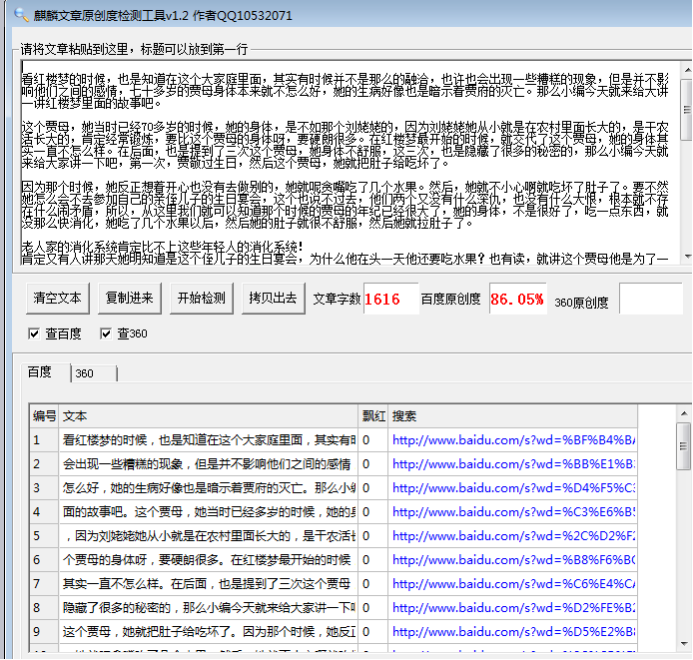 麒麟文章原创度检测工具v1.2 作者QQ10532071
请将文章粘贴到这里，标题可以放到第一行
看红楼梦的时候，也是知道在这个大家庭里面，其实有时候并不是那么的融洽，也许也会出现一些糟糕的现象，但是并不影
响他们之间的感情，七十多岁的贾母身体本来就不怎么好，她的生病好像也是暗示着贾府的灭亡。那么小编今天就来给大讲
一讲红楼梦里面的故事吧。
这个贾母，她当时已经70多岁的时候，她的身体，是不如那个刘姥姥的，因为刘姥姥她从小就是在农村里面长大的，是干农
活长大的，肯定经常锻炼，要比这个贾母的身体呀，要硬朗很多。在红楼梦最开始的时候，就交代了这个贾母，她的身体其
实一直不怎么样。在后面，也是提到了三次这个贾母，她身体不舒服，这三次，也是隐藏了很多的秘密的，那么小编今天就
来给大家讲一下吧，第一次，贾敬过生日，然后这个贾母，她就把肚子给吃坏了。
因为那个时候，她反正想着开心也没有去做别的，她就呢贪嘴吃了几个水果。然后，她就不小心啊就吃坏了肚子了。要不然
她怎么会不去参加自己的亲侄儿子的生日宴会，这个也说不过去，他们两个又没有什么深仇，也没有什么大恨，根本就不存
在什么闹矛盾，所以，从这里我们就可以知道那个时候的贾母的年纪已经很大了，她的身体，不是很好了，吃一点东西，就
没那么快消化，她吃了几个水果以后，然后她的肚子就很不舒服，然后她就拉肚子了。
老人家的消化系统肯定比不上这些年轻人的消化系统！
肯定又有人讲那天她明知道是这个侄儿子的生日宴会，为什么他在头一天他还要吃水果？也有读，就讲这个贾母他是为了一
清空文本 复制进来 开始检测 拷贝出去 文章字数 1616 百度原创度 86.05% 360原创度
查百度 查360
百度 360
编号 文本 飘红 搜索
1 看红楼梦的时候，也是知道在这个大家庭里面，其实有时 0 http://www.baidu.com/s?wd=%BF%B4%BA
2 会出现一些糟糕的现象，但是并不影响他们之间的感情 0 http://www.baidu.com/s?wd=%BB%E1%B3
3 怎么好，她的生病好像也是暗示着贾府的灭亡。那么小编 0 http://www.baidu.com/s?wd=%D4%F5%C3
4 面的故事吧。这个贾母，她当时已经多岁的时候，她的身 0 http://www.baidu.com/s?wd=%C3%E6%B5
5 ，因为刘姥姥她从小就是在农村里面长大的，是干农活长 0 http://www.baidu.com/s?wd=%2C%D2%F2
6 个贾母的身体呀，要硬朗很多。在红楼梦最开始的时候 0 http://www.baidu.com/s?wd=%B8%F6%BC
7 其实一直不怎么样。在后面，也是提到了三次这个贾母 0 http://www.baidu.com/s?wd=%C6%E4%CA
8 隐藏了很多的秘密的，那么小编今天就来给大家讲一下吧 0 http://www.baidu.com/s?wd=%D2%FE%B2
9 这个贾母，她就把肚子给吃坏了。因为那个时候，她反正 0 http://www.baidu.com/s?wd=%D5%E2%B8